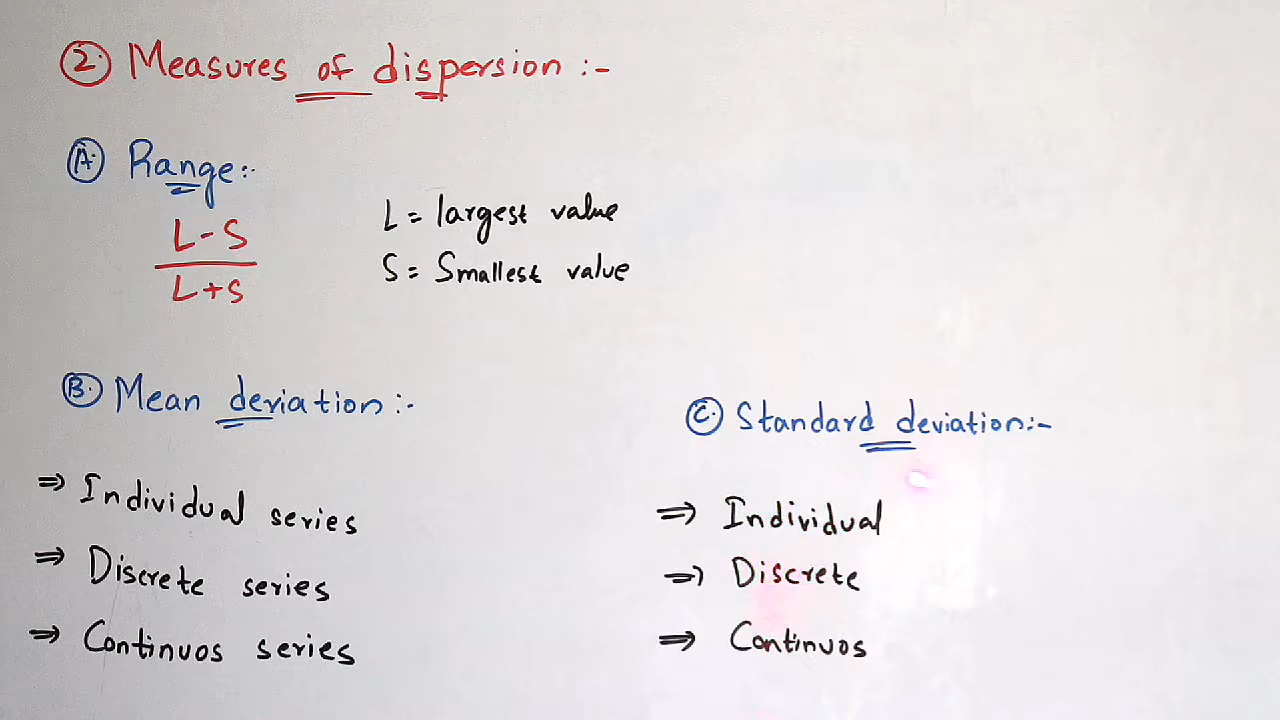 2. Measures of dispersion :-
A. Range :-
L - S
L + S
L = largest value
S = Smallest value
B. Mean deviation :-
⇒ Individual series
⇒ Discrete series
⇒ Continuos series
C. Standard deviation :-
⇒ Individual
⇒ Discrete
⇒ Continuos